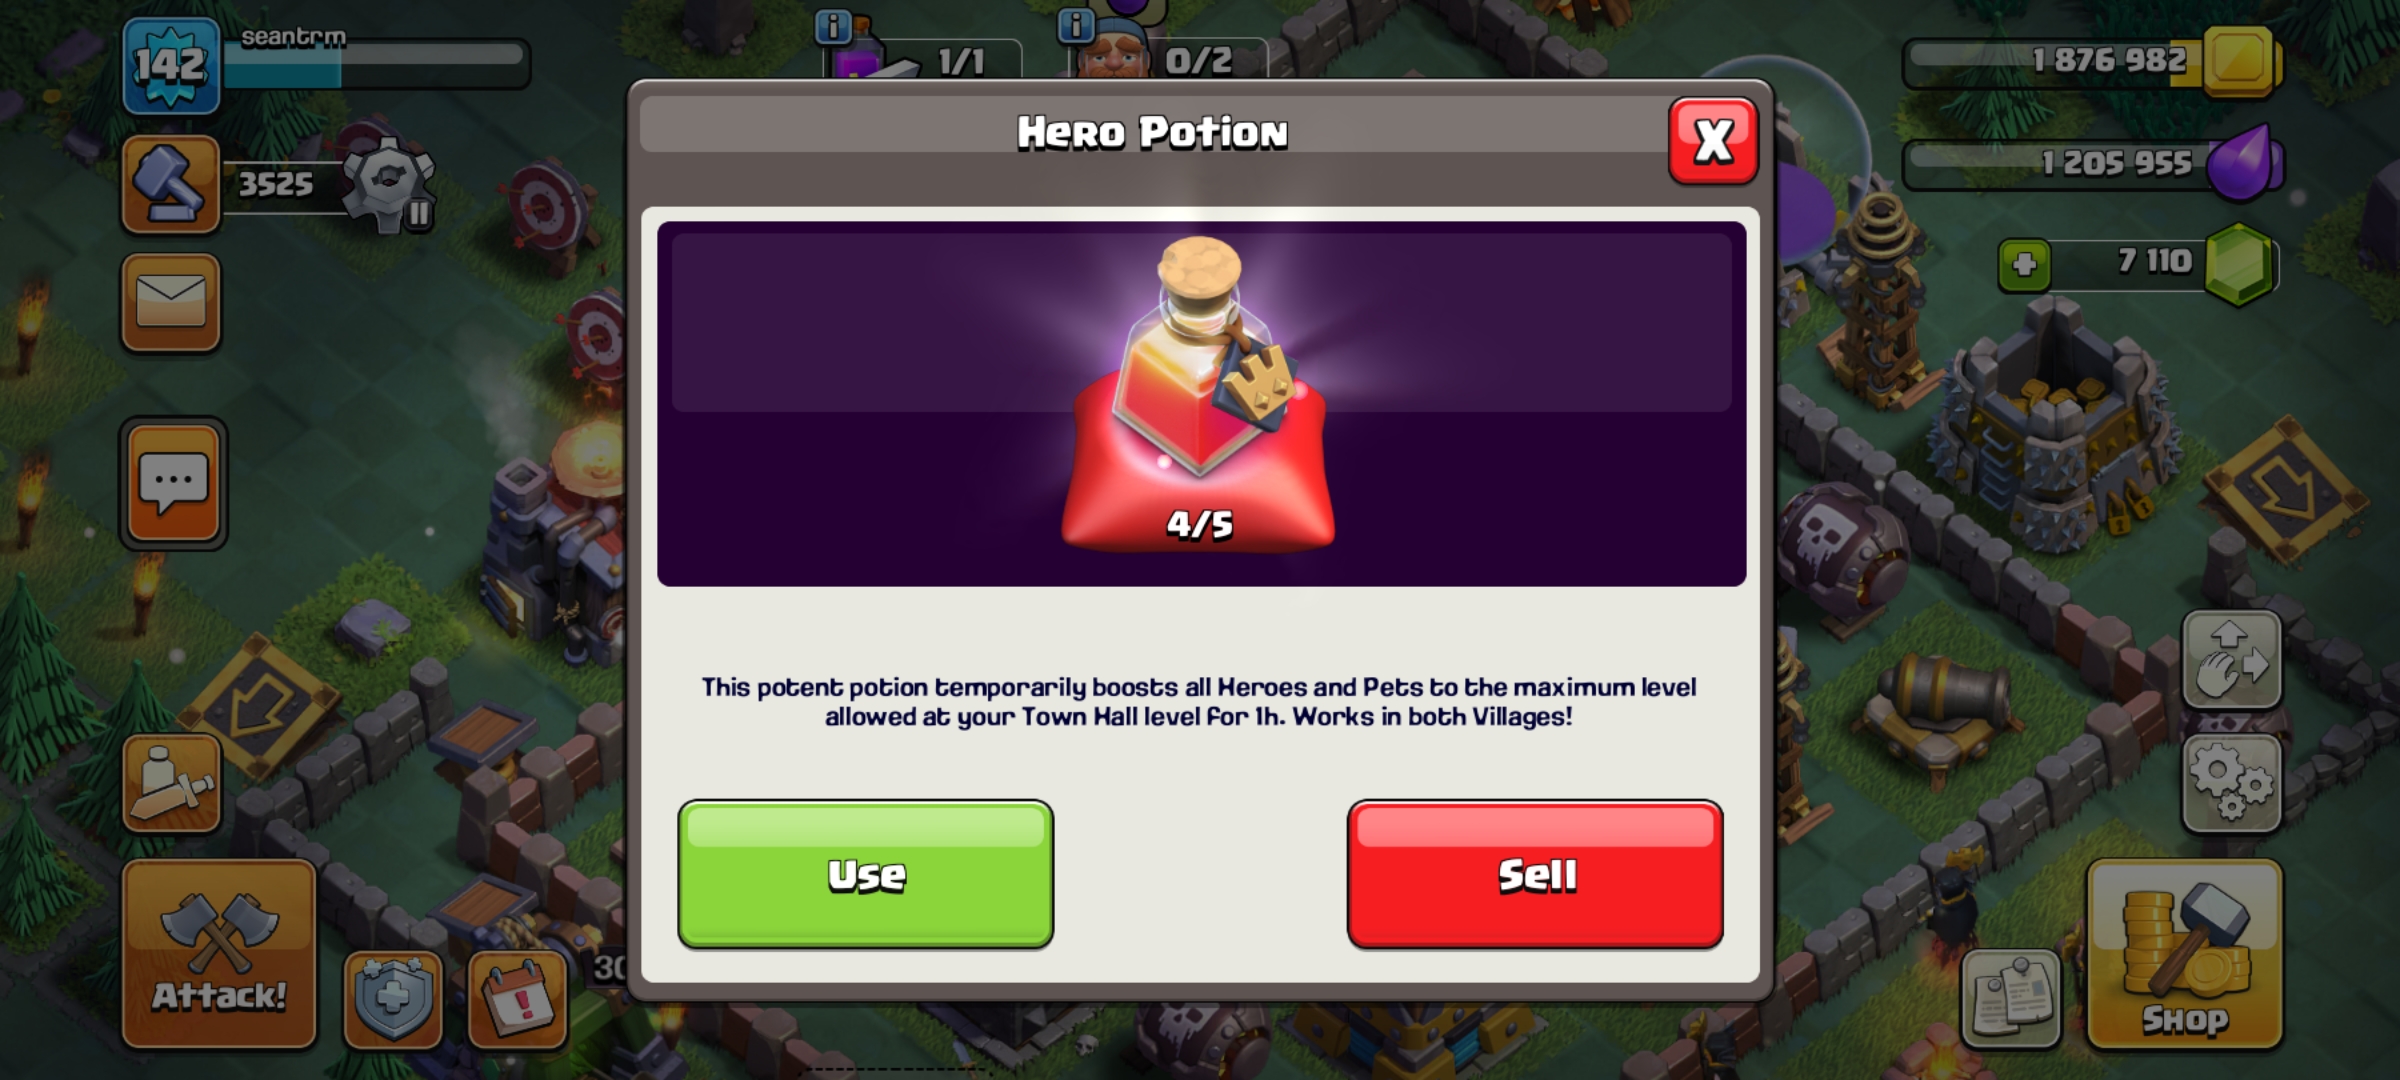 142
seantrm
1/1
0/2
1 876 982
Hero Potion
X
3525
1 205 955
7 110
4/5
This potent potion temporarily boosts all Heroes and Pets to the maximum level
allowed at your Town Hall level for 1h. Works in both Villages!
Use
Sell
Attack!
30
Shop